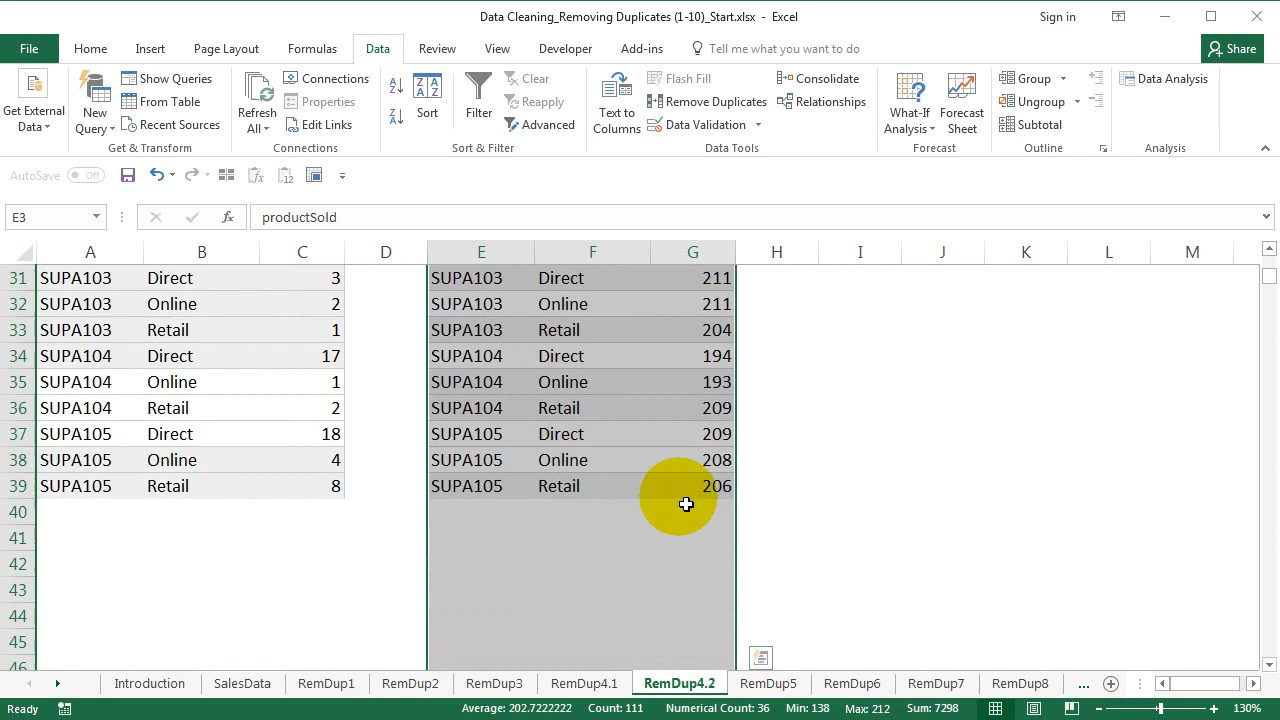 Data Cleaning_Removing Duplicates (1-10)_Start.xlsx - Excel
Sign in
File Home Insert Page Layout Formulas Data Review View Developer Add-ins Tell me what you want to do Share
Get External Data
New Query
Show Queries
From Table
Recent Sources
Get & Transform
Refresh All
Connections
Properties
Edit Links
Connections
Sort
Filter
Clear
Reapply
Advanced
Sort & Filter
Text to Columns
Flash Fill
Remove Duplicates
Data Validation
Consolidate
Relationships
Data Tools
What-If Analysis
Forecast Sheet
Forecast
Group
Ungroup
Subtotal
Outline
Data Analysis
Analysis
AutoSave Off
E3 fx productSold
A B C D E F G H I J K L M
31 SUPA103 Direct 3 SUPA103 Direct 211
32 SUPA103 Online 2 SUPA103 Online 211
33 SUPA103 Retail 1 SUPA103 Retail 204
34 SUPA104 Direct 17 SUPA104 Direct 194
35 SUPA104 Online 1 SUPA104 Online 193
36 SUPA104 Retail 2 SUPA104 Retail 209
37 SUPA105 Direct 18 SUPA105 Direct 209
38 SUPA105 Online 4 SUPA105 Online 208
39 SUPA105 Retail 8 SUPA105 Retail 206
40
41
42
43
44
45
46
Introduction SalesData RemDup1 RemDup2 RemDup3 RemDup4.1 RemDup4.2 RemDup5 RemDup6 RemDup7 RemDup8 ...
Ready Average: 202.7222222 Count: 111 Numerical Count: 36 Min: 138 Max: 212 Sum: 7298 130%